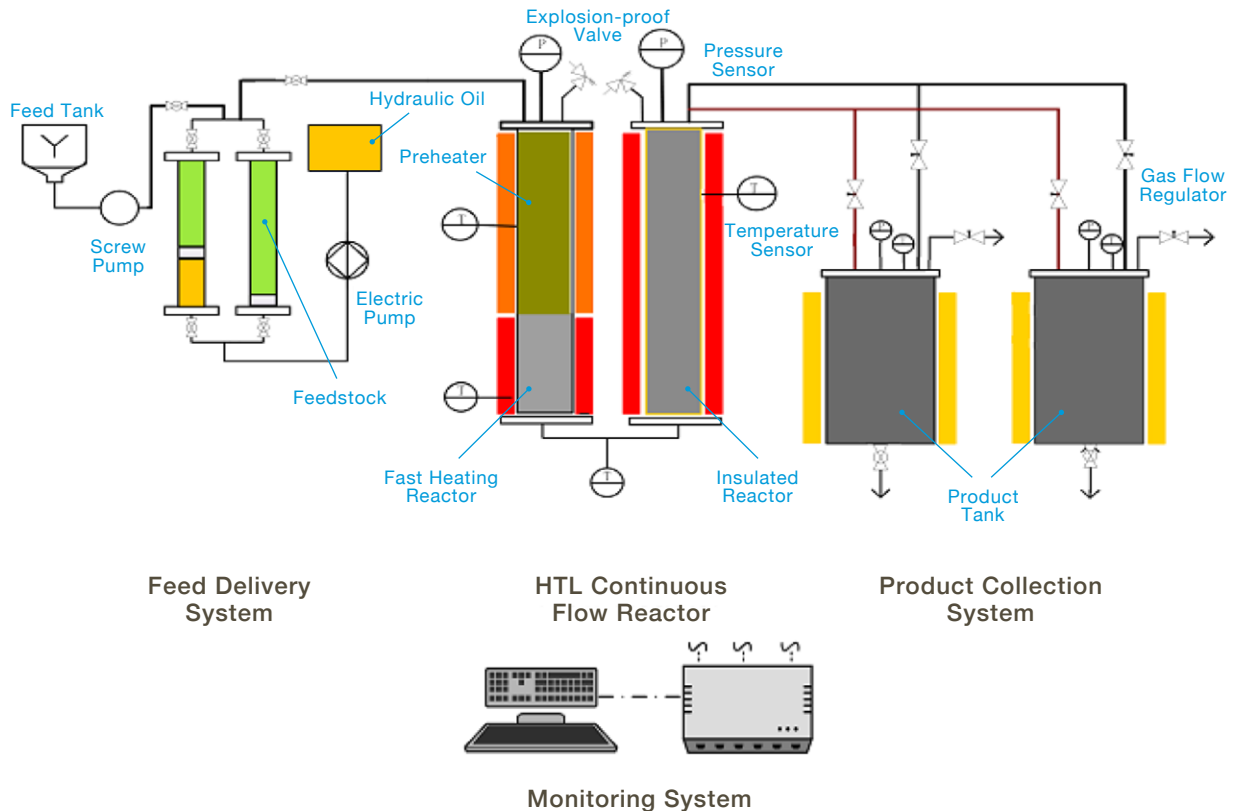 Explosion-proof
Valve
P
P
Pressure
Sensor
Feed Tank
Hydraulic Oil
Preheater
Gas Flow
Regulator
T
T
Temperature
Sensor
Screw
Pump
Electric
Pump
Feedstock
T
Fast Heating
Reactor
T
Insulated
Reactor
Product
Tank
Feed Delivery
System
HTL Continuous
Flow Reactor
Product Collection
System
Monitoring System